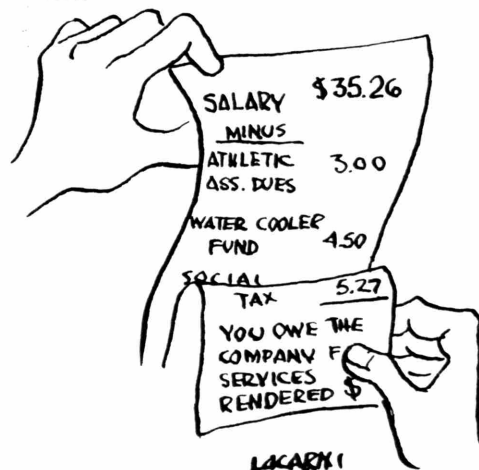 SALARY $35.26
MINUS
ATHLETIC 3.00
ASS. DUES
WATER COOLER 4.50
FUND
SOCIAL
TAX 5.27
YOU OWE THE
COMPANY F
SERVICES
RENDERED $